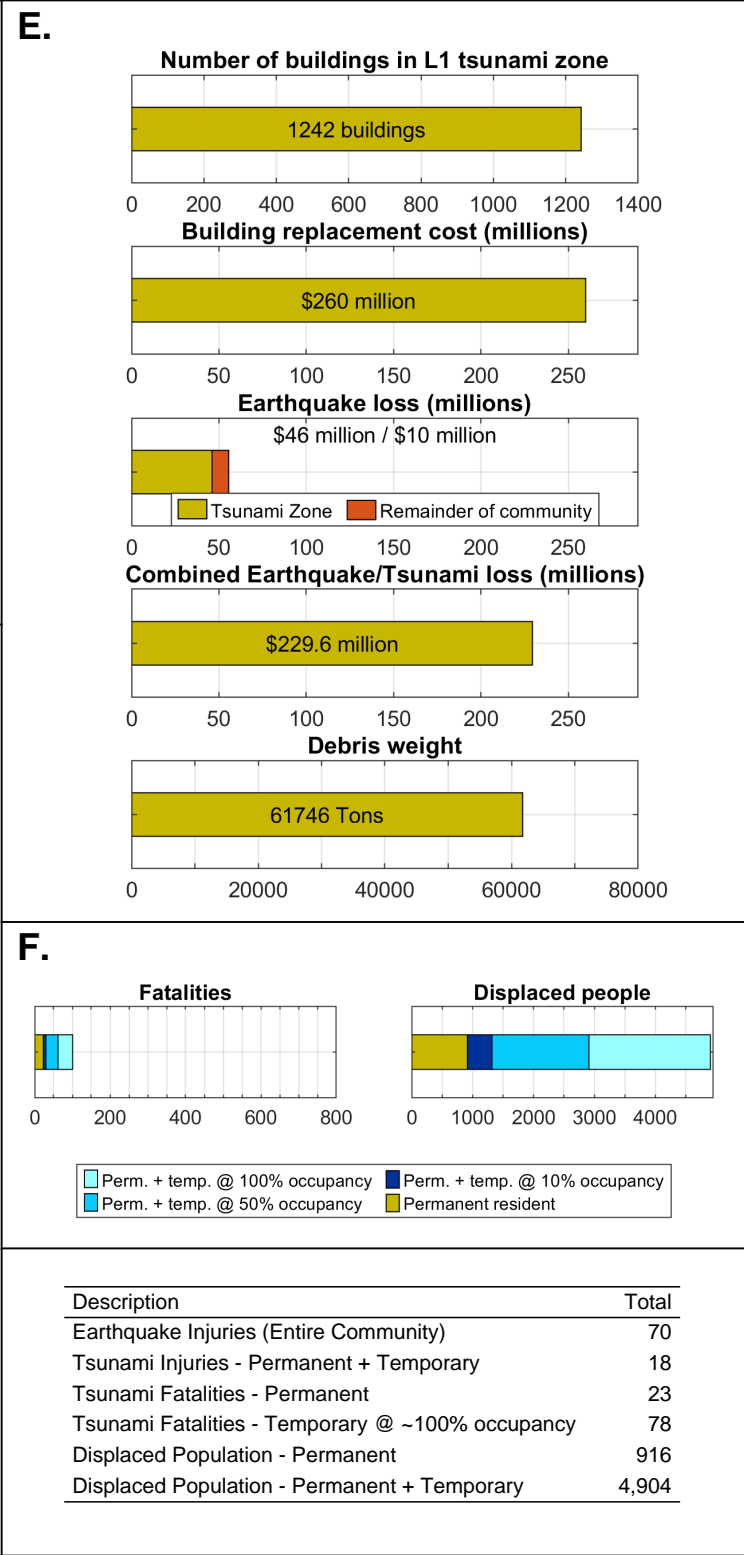 E.
Number of buildings in L1 tsunami zone
1242 buildings
0 200 400 600 800 1000 1200 1400
Building replacement cost (millions)
$260 million
0 50 100 150 200 250
Earthquake loss (millions)
$46 million / $10 million
Tsunami Zone Remainder of community
0 50 100 150 200 250
Combined Earthquake/Tsunami loss (millions)
$229.6 million
0 50 100 150 200 250
Debris weight
61746 Tons
0 20000 40000 60000 80000
F.
Fatalities Displaced people
0 200 400 600 800 0 1000 2000 3000 4000
Perm. + temp. @ 100% occupancy Perm. + temp. @ 10% occupancy
Perm. + temp. @ 50% occupancy Permanent resident
Description Total
Earthquake Injuries (Entire Community) 70
Tsunami Injuries - Permanent + Temporary 18
Tsunami Fatalities - Permanent 23
Tsunami Fatalities - Temporary @ ~100% occupancy 78
Displaced Population - Permanent 916
Displaced Population - Permanent + Temporary 4,904